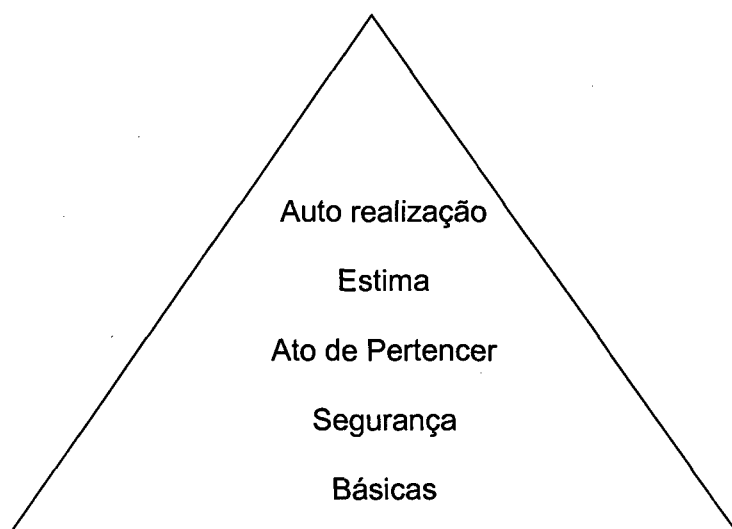 Auto realização
Estima
Ato de Pertencer
Segurança
Básicas